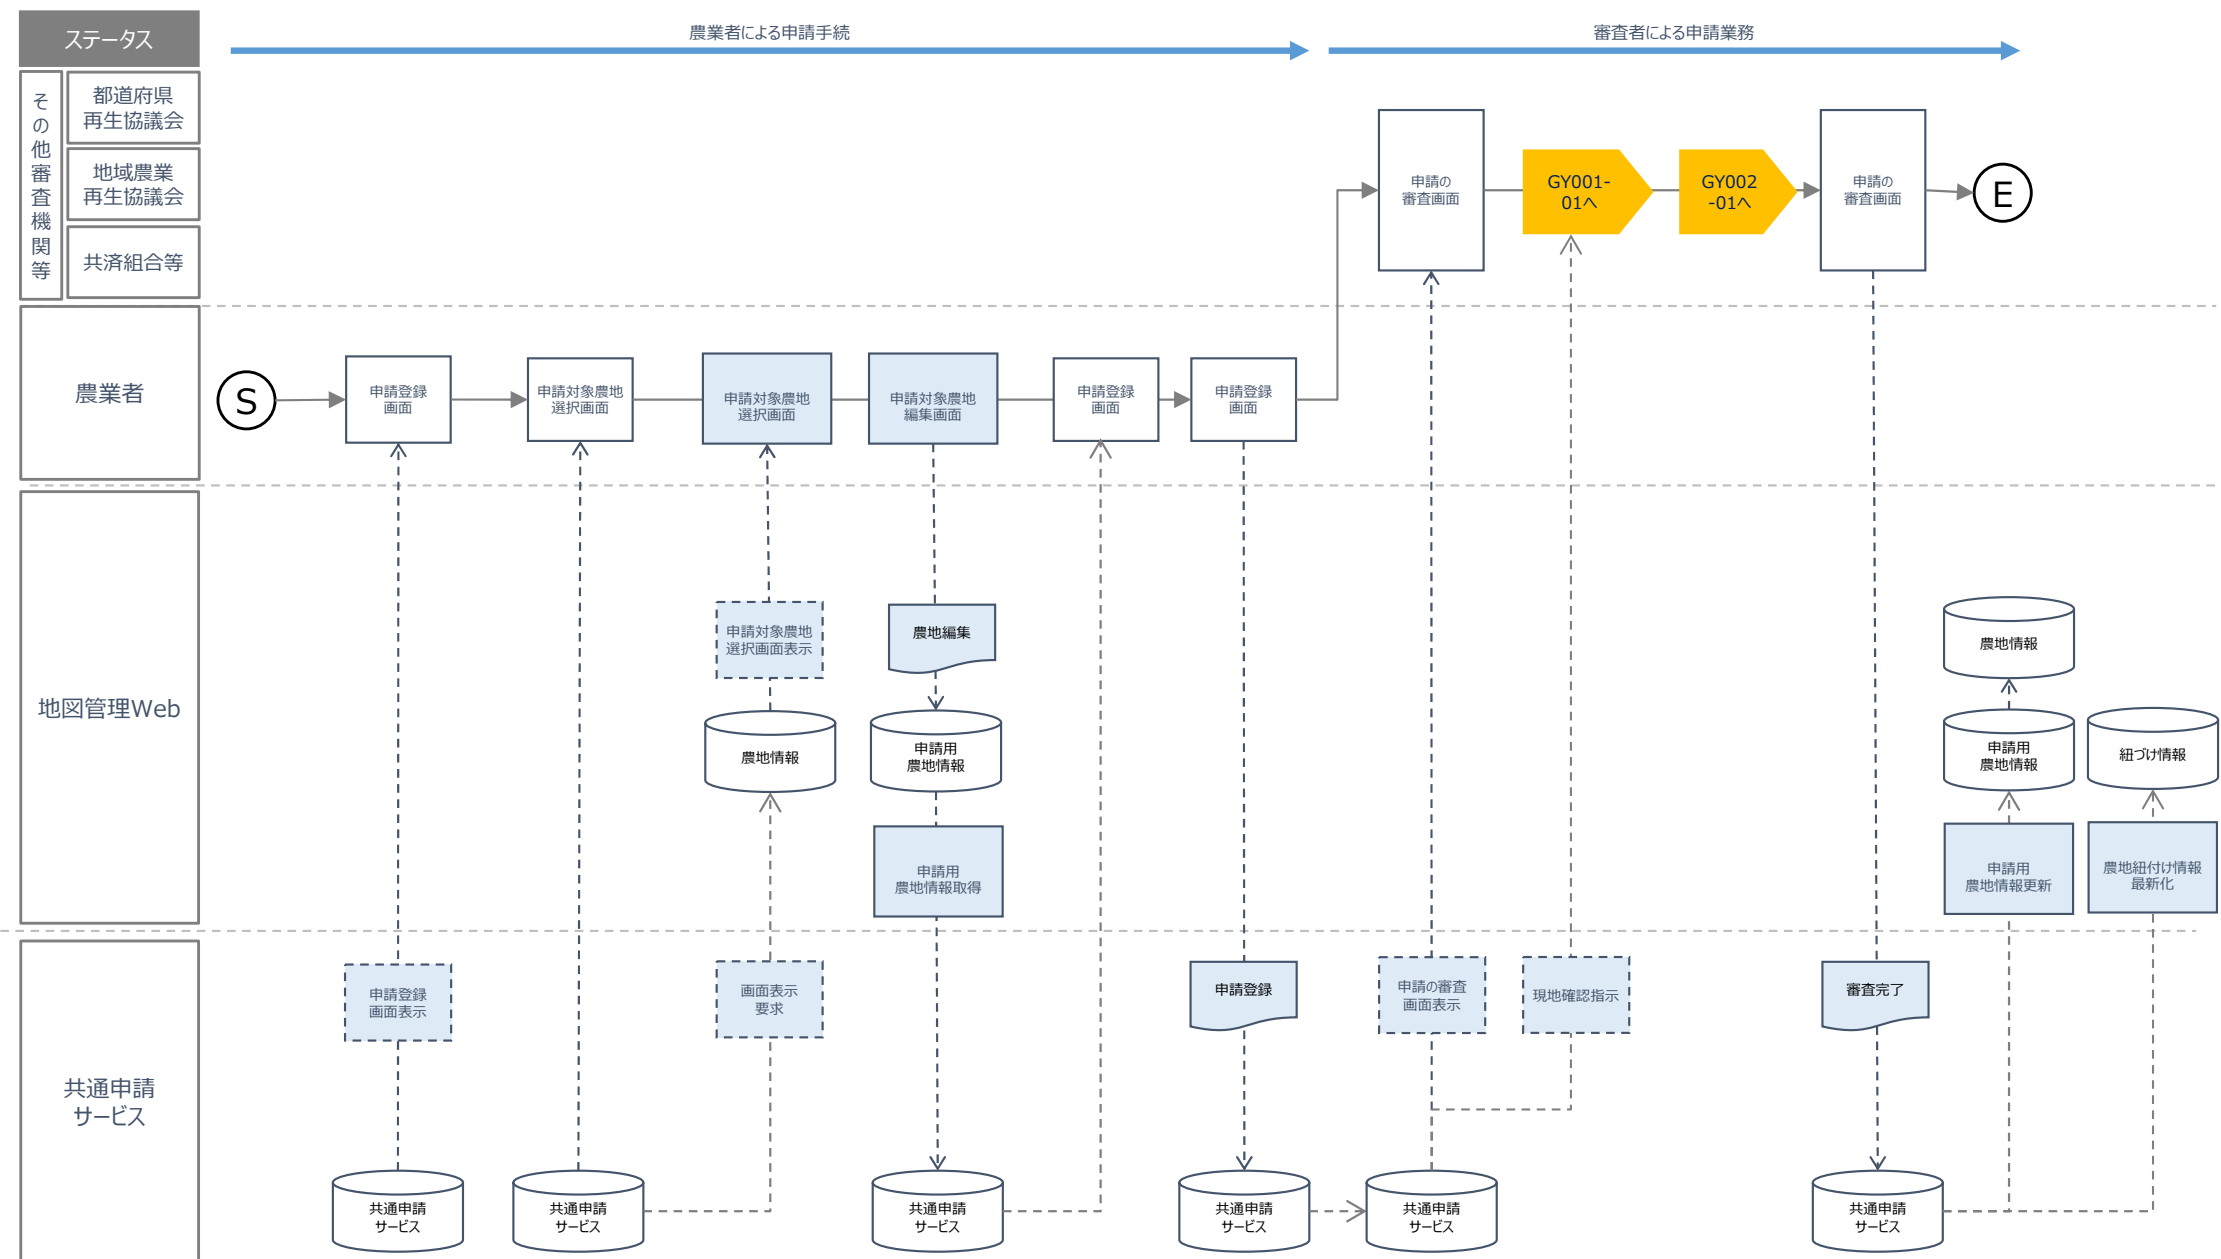 ステータス
農業者による申請手続
審査者による申請業務
その他審査機関等
都道府県
再生協議会
地域農業
再生協議会
共済組合等
申請の
審査画面
GY001-
01へ
GY002
-01へ
申請の
審査画面
E
農業者
S
申請登録
画面
申請対象農地
選択画面
申請対象農地
選択画面
申請対象農地
編集画面
申請登録
画面
申請登録
画面
地図管理Web
申請対象農地
選択画面表示
農地編集
農地情報
農地情報
申請用
農地情報
申請用
農地情報
紐づけ情報
申請用
農地情報取得
申請用
農地情報更新
農地紐付け情報
最新化
共通申請
サービス
申請登録
画面表示
画面表示
要求
申請登録
申請の審査
画面表示
現地確認指示
審査完了
共通申請
サービス
共通申請
サービス
共通申請
サービス
共通申請
サービス
共通申請
サービス
共通申請
サービス